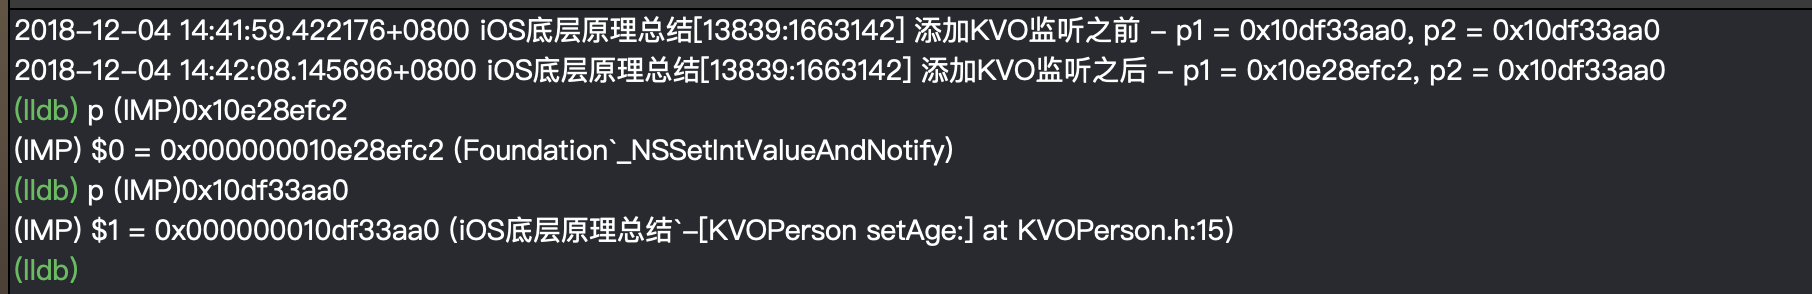 2018-12-04 14:41:59.422176+0800 iOS底层原理总结[13839:1663142] 添加KVO监听之前 - p1 = 0x10df33aa0, p2 = 0x10df33aa0
2018-12-04 14:42:08.145696+0800 iOS底层原理总结[13839:1663142] 添加KVO监听之后 - p1 = 0x10e28efc2, p2 = 0x10df33aa0
(lldb) p (IMP)0x10e28efc2
(IMP) $0 = 0x000000010e28efc2 (Foundation`_NSSetIntValueAndNotify)
(lldb) p (IMP)0x10df33aa0
(IMP) $1 = 0x000000010df33aa0 (iOS底层原理总结`-[KVOPerson setAge:] at KVOPerson.h:15)
(lldb)